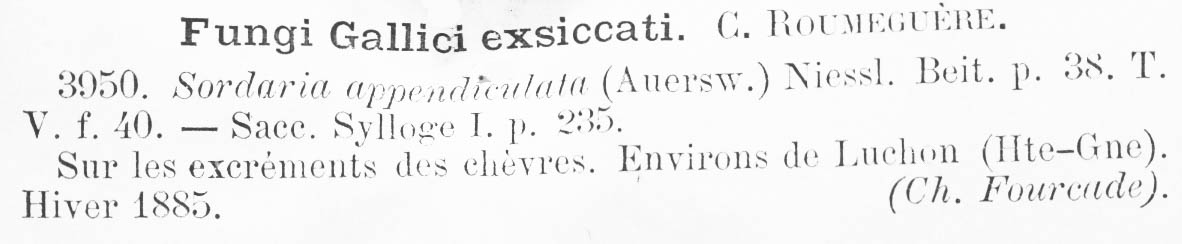 Fungi Gallici exsiccati. C. ROUMEGUÈRE.
3950. Sordaria appendiculata (Auersw.) Niessl. Beit. p. 38. T.
V. f. 40. — Sacc. Sylloge I. p. 235.
Sur les excréments des chèvres. Environs de Luchon (Hte-Gne).
Hiver 1885. (Ch. Fourcade).